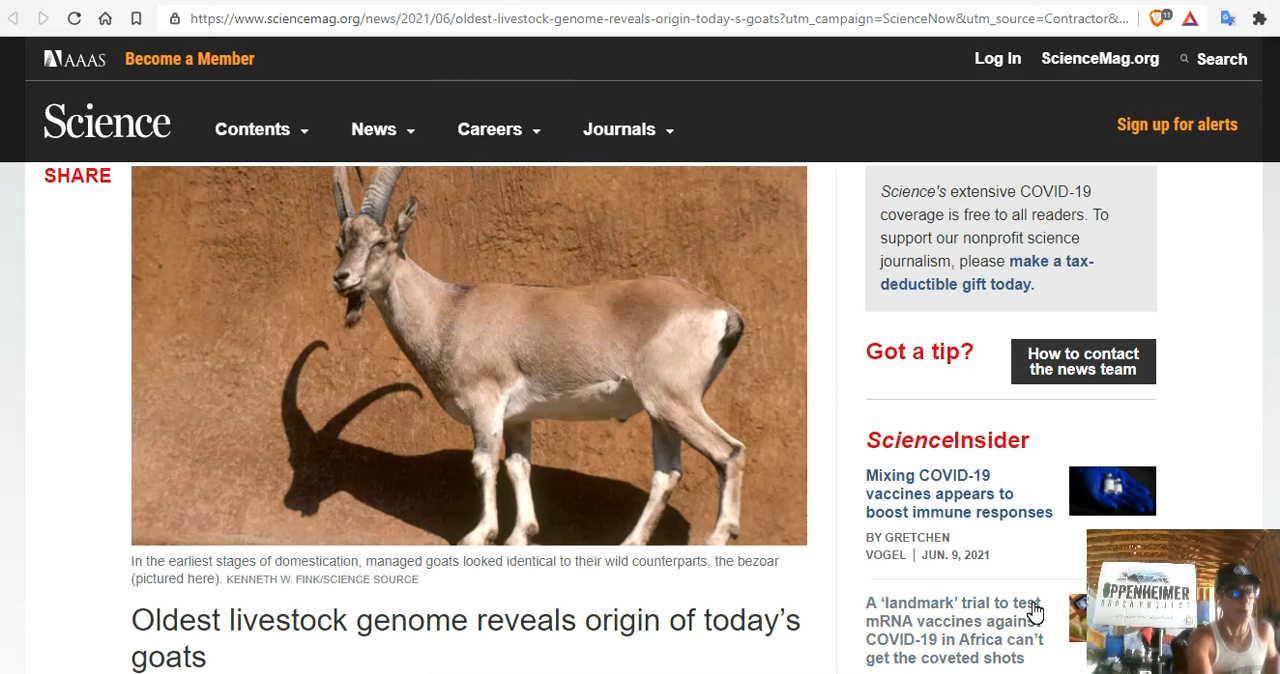 https://www.sciencemag.org/news/2021/06/oldest-livestock-genome-reveals-origin-today-s-goats?utm_campaign=ScienceNow&utm_source=Contractor&...
11
AAAS Become a Member Log In ScienceMag.org Search
Science Contents News Careers Journals Sign up for alerts
SHARE
Science's extensive COVID-19
coverage is free to all readers. To
support our nonprofit science
journalism, please make a tax-
deductible gift today.
Got a tip? How to contact
the news team
ScienceInsider
Mixing COVID-19
vaccines appears to
boost immune responses
BY GRETCHEN
VOGEL | JUN. 9, 2021
A ‘landmark’ trial to test
mRNA vaccines against
COVID-19 in Africa can’t
get the coveted shots
In the earliest stages of domestication, managed goats looked identical to their wild counterparts, the bezoar
(pictured here). KENNETH W. FINK/SCIENCE SOURCE
Oldest livestock genome reveals origin of today’s
goats
OPPENHEIMER
RANCH PROJECT